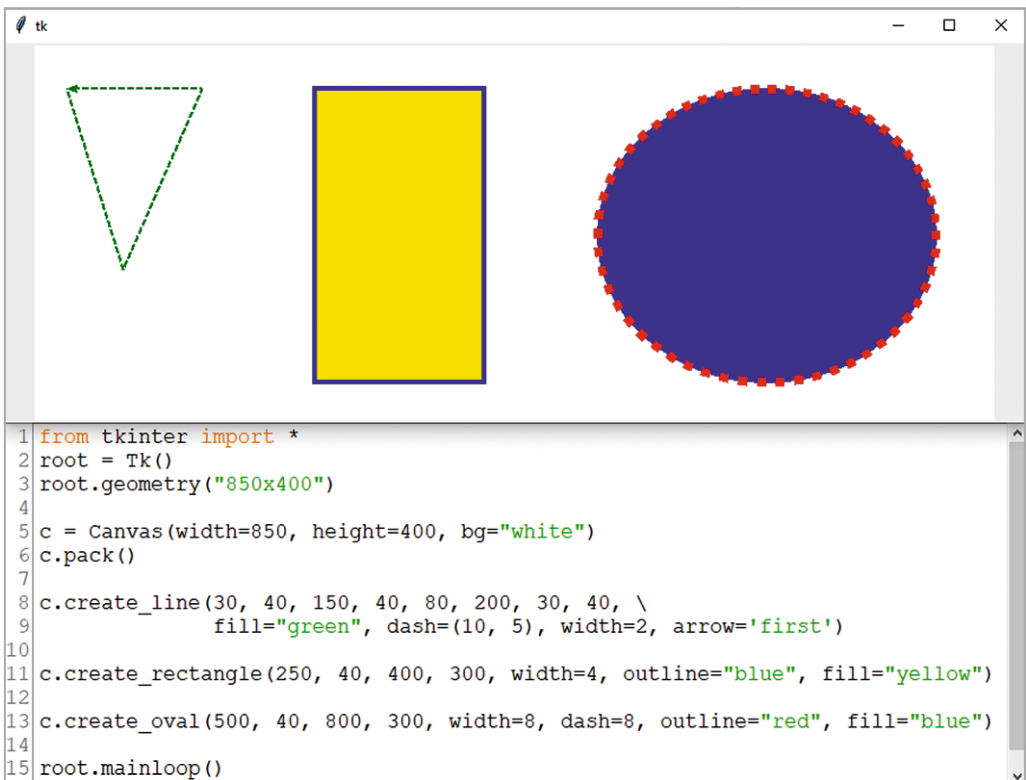 tk
1 from tkinter import *
2 root = Tk()
3 root.geometry("850x400")
4
5 c = Canvas(width=850, height=400, bg="white")
6 c.pack()
7
8 c.create_line(30, 40, 150, 40, 80, 200, 30, 40, \
9               fill="green", dash=(10, 5), width=2, arrow='first')
10
11 c.create_rectangle(250, 40, 400, 300, width=4, outline="blue", fill="yellow")
12
13 c.create_oval(500, 40, 800, 300, width=8, dash=8, outline="red", fill="blue")
14
15 root.mainloop()